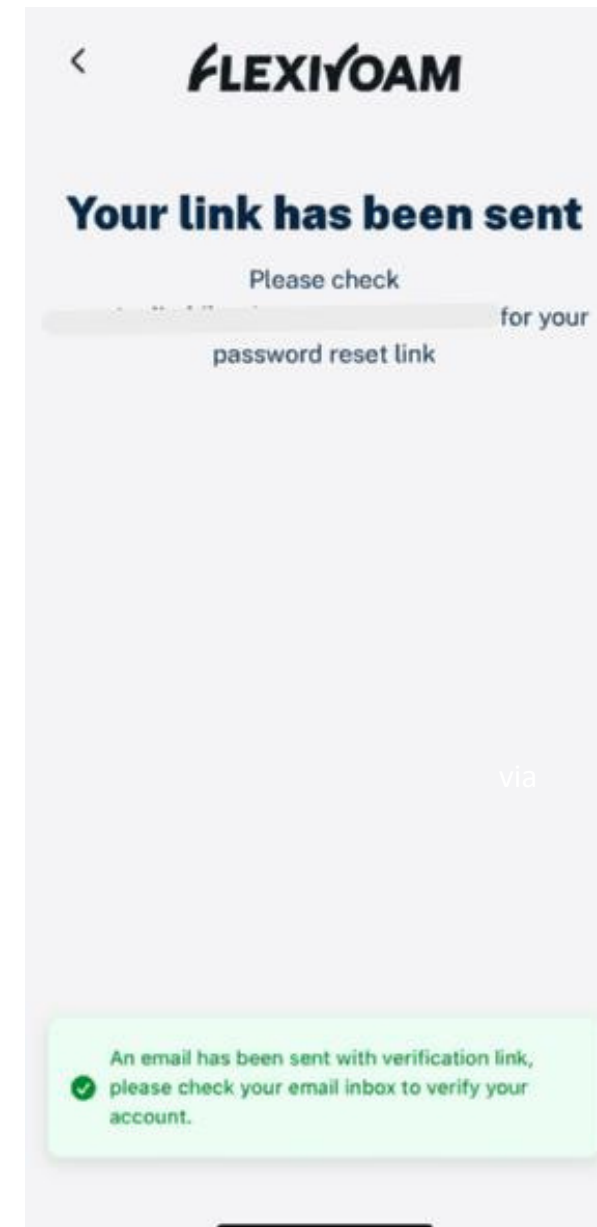 FLEXIROAM
Your link has been sent
Please check
for your
password reset link
via
An email has been sent with verification link,
please check your email inbox to verify your
account.